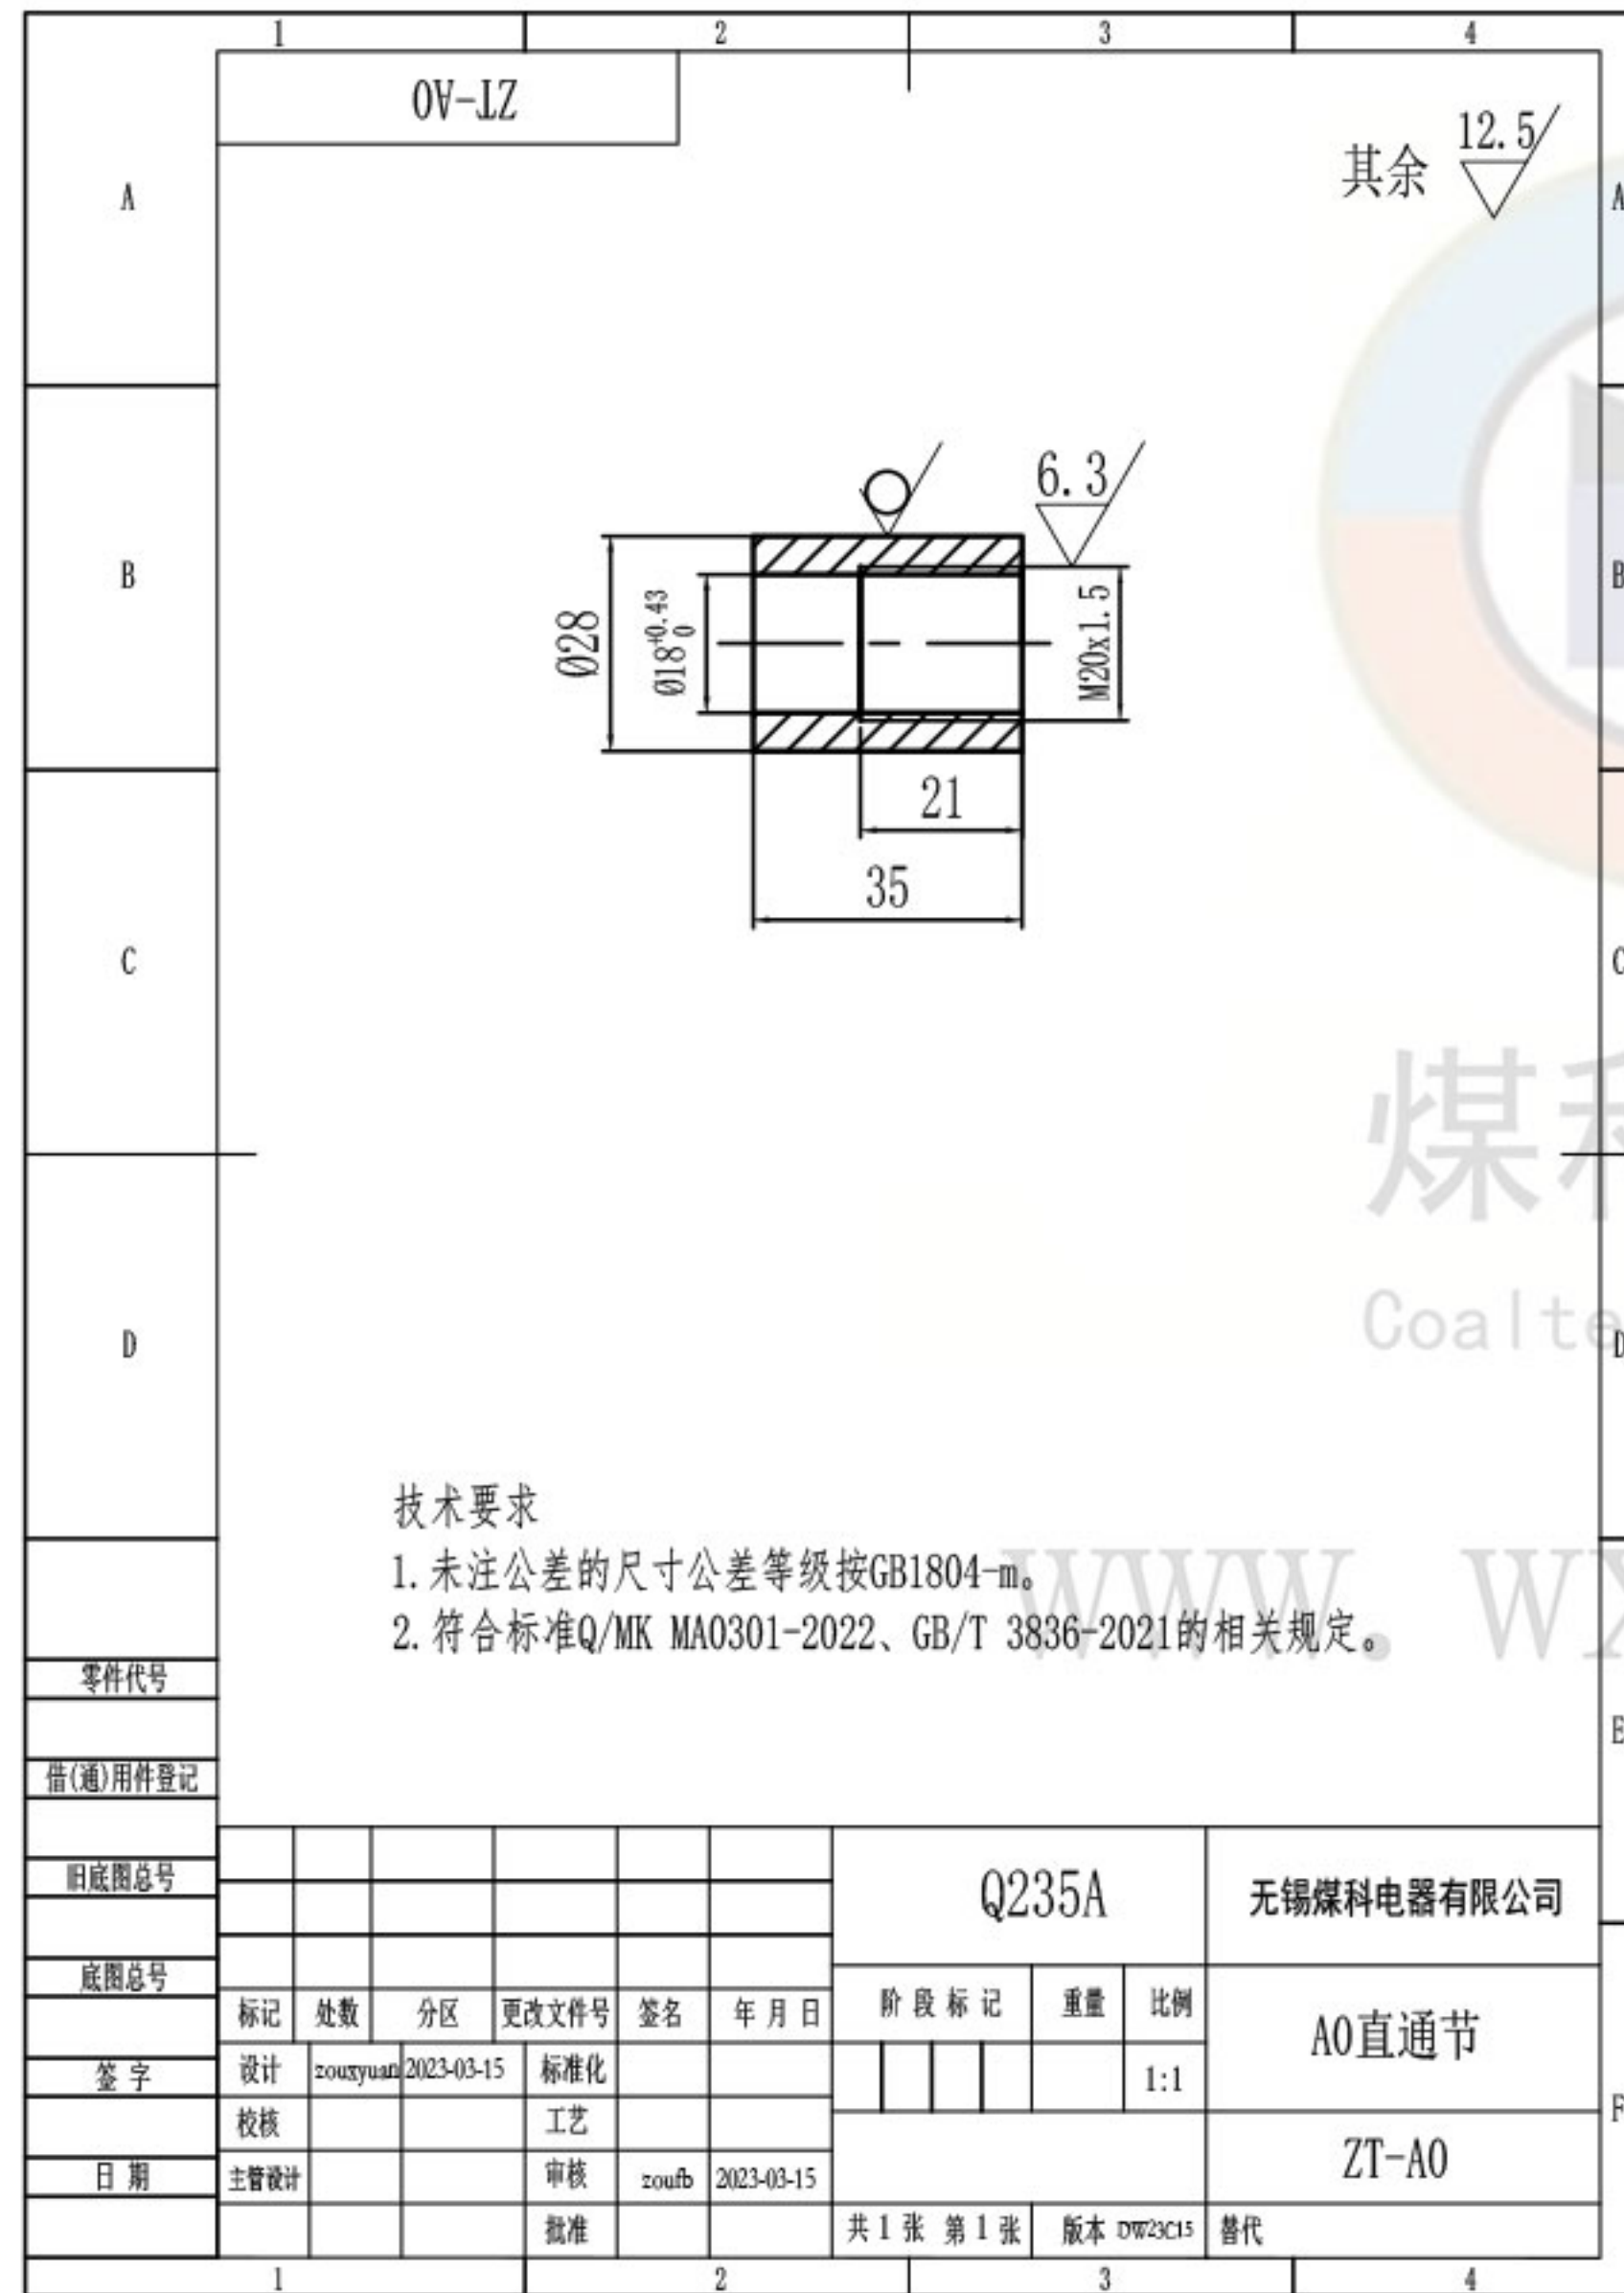 1 2 3 4
ZT-A0
其余 12.5
A A
6.3
B B
Ø28
Ø18+0.43 0
M20x1.5
21
35
C C
煤
Coalte
D D
技术要求
1.未注公差的尺寸公差等级按GB1804-m。
2.符合标准Q/MK MA0301-2022、GB/T 3836-2021的相关规定。
WWW. WX
零件代号
E
借(通)用件登记
旧底图总号
底图总号
签 字
日 期
F
Q235A 无锡煤科电器有限公司
标记 处数 分区 更改文件号 签名 年 月 日 阶 段 标 记 重量 比例
A0直通节
设计 zouxyuan 2023-03-15 标准化 1:1
校核 工艺
ZT-A0
主管设计 审核 zoufb 2023-03-15
批准 共 1 张 第 1 张 版本 DW23C15 替代
1 2 3 4